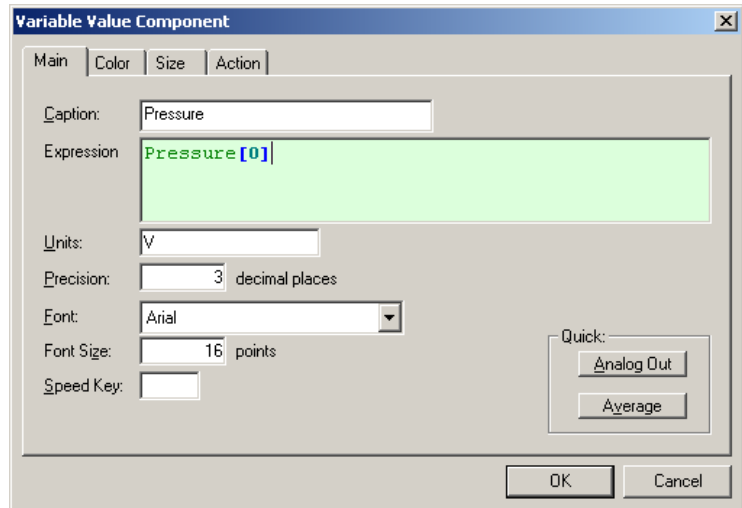 Variable Value Component
Main Color Size Action
Caption: Pressure
Expression Pressure[0]
Units: V
Precision: 3 decimal places
Font: Arial
Font Size: 16 points
Speed Key:
Quick:
Analog Out
Average
OK Cancel